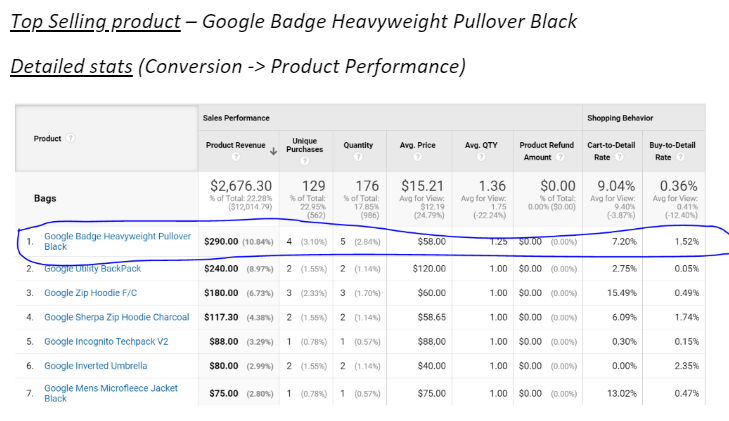 Top Selling product – Google Badge Heavyweight Pullover Black
Detailed stats (Conversion -> Product Performance)
Sales Performance Shopping Behavior
Product ? Product Revenue ? Unique Purchases ? Quantity ? Avg. Price ? Avg. QTY ? Product Refund Amount ? Cart-to-Detail Rate ? Buy-to-Detail Rate ?
Bags $2,676.30 129 176 $15.21 1.36 $0.00 9.04% 0.36%
% of Total: 22.28% ($12,014.79) % of Total: 22.95% (562) % of Total: 17.85% (986) Avg for View: $12.19 (24.79%) Avg for View: 1.75 (-22.24%) % of Total: 0.00% ($0.00) Avg for View: 9.40% (-3.87%) Avg for View: 0.41% (-12.40%)
1. Google Badge Heavyweight Pullover Black $290.00 (10.84%) 4 (3.10%) 5 (2.84%) $58.00 1.25 $0.00 (0.00%) 7.20% 1.52%
2. Google Utility BackPack $240.00 (8.97%) 2 (1.55%) 2 (1.14%) $120.00 1.00 $0.00 (0.00%) 2.75% 0.05%
3. Google Zip Hoodie F/C $180.00 (6.73%) 3 (2.33%) 3 (1.70%) $60.00 1.00 $0.00 (0.00%) 15.49% 0.49%
4. Google Sherpa Zip Hoodie Charcoal $117.30 (4.38%) 2 (1.55%) 2 (1.14%) $58.65 1.00 $0.00 (0.00%) 6.09% 1.74%
5. Google Incognito Techpack V2 $88.00 (3.29%) 1 (0.78%) 1 (0.57%) $88.00 1.00 $0.00 (0.00%) 0.30% 0.15%
6. Google Inverted Umbrella $80.00 (2.99%) 2 (1.55%) 2 (1.14%) $40.00 1.00 $0.00 (0.00%) 0.00% 2.35%
7. Google Mens Microfleece Jacket Black $75.00 (2.80%) 1 (0.78%) 1 (0.57%) $75.00 1.00 $0.00 (0.00%) 13.02% 0.47%